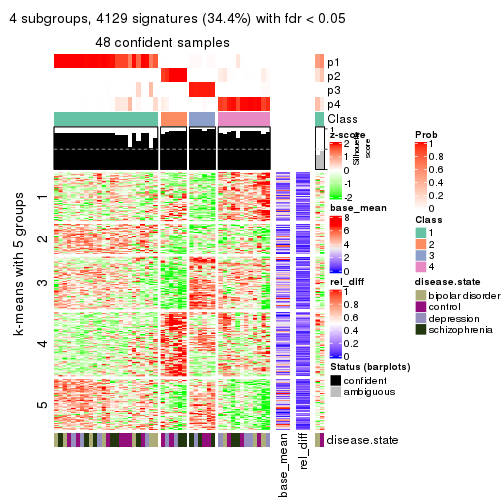 4 subgroups, 4129 signatures (34.4%) with fdr < 0.05
48 confident samples
p1
p2
p3
p4
Class
1
Silhouette
score
k-means with 5 groups
1
2
3
4
5
base_mean
rel_diff
disease.state
z-score
2
1
0
-1
-2
base_mean
8
6
4
2
0
rel_diff
1
0.8
0.6
0.4
0.2
0
Status (barplots)
confident
ambiguous
Prob
1
0.8
0.6
0.4
0.2
0
Class
1
2
3
4
disease.state
bipolar disorder
control
depression
schizophrenia